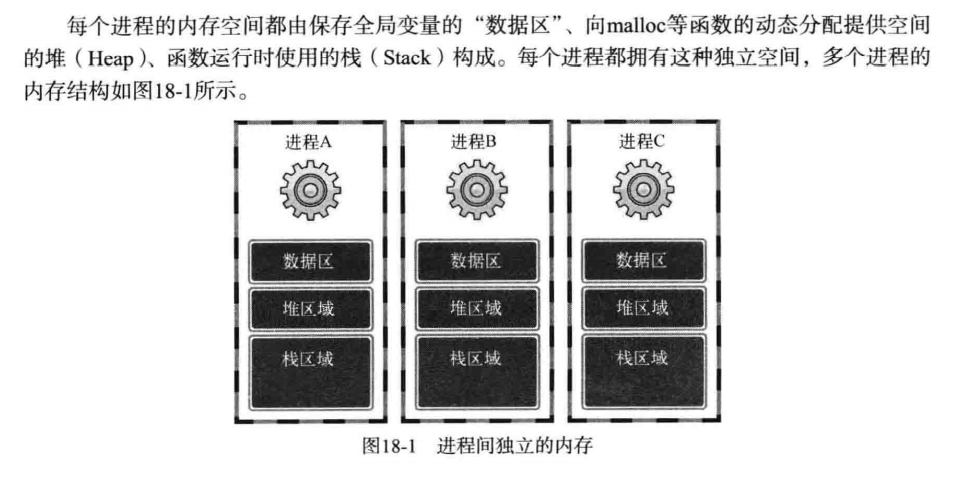 每个进程的内存空间都由保存全局变量的“数据区”、向malloc等函数的动态分配提供空间
的堆（Heap）、函数运行时使用的栈（Stack）构成。每个进程都拥有这种独立空间，多个进程的
内存结构如图18-1所示。
进程A
进程B
进程C
数据区
数据区
数据区
堆区域
堆区域
堆区域
栈区域
栈区域
栈区域
图18-1 进程间独立的内存